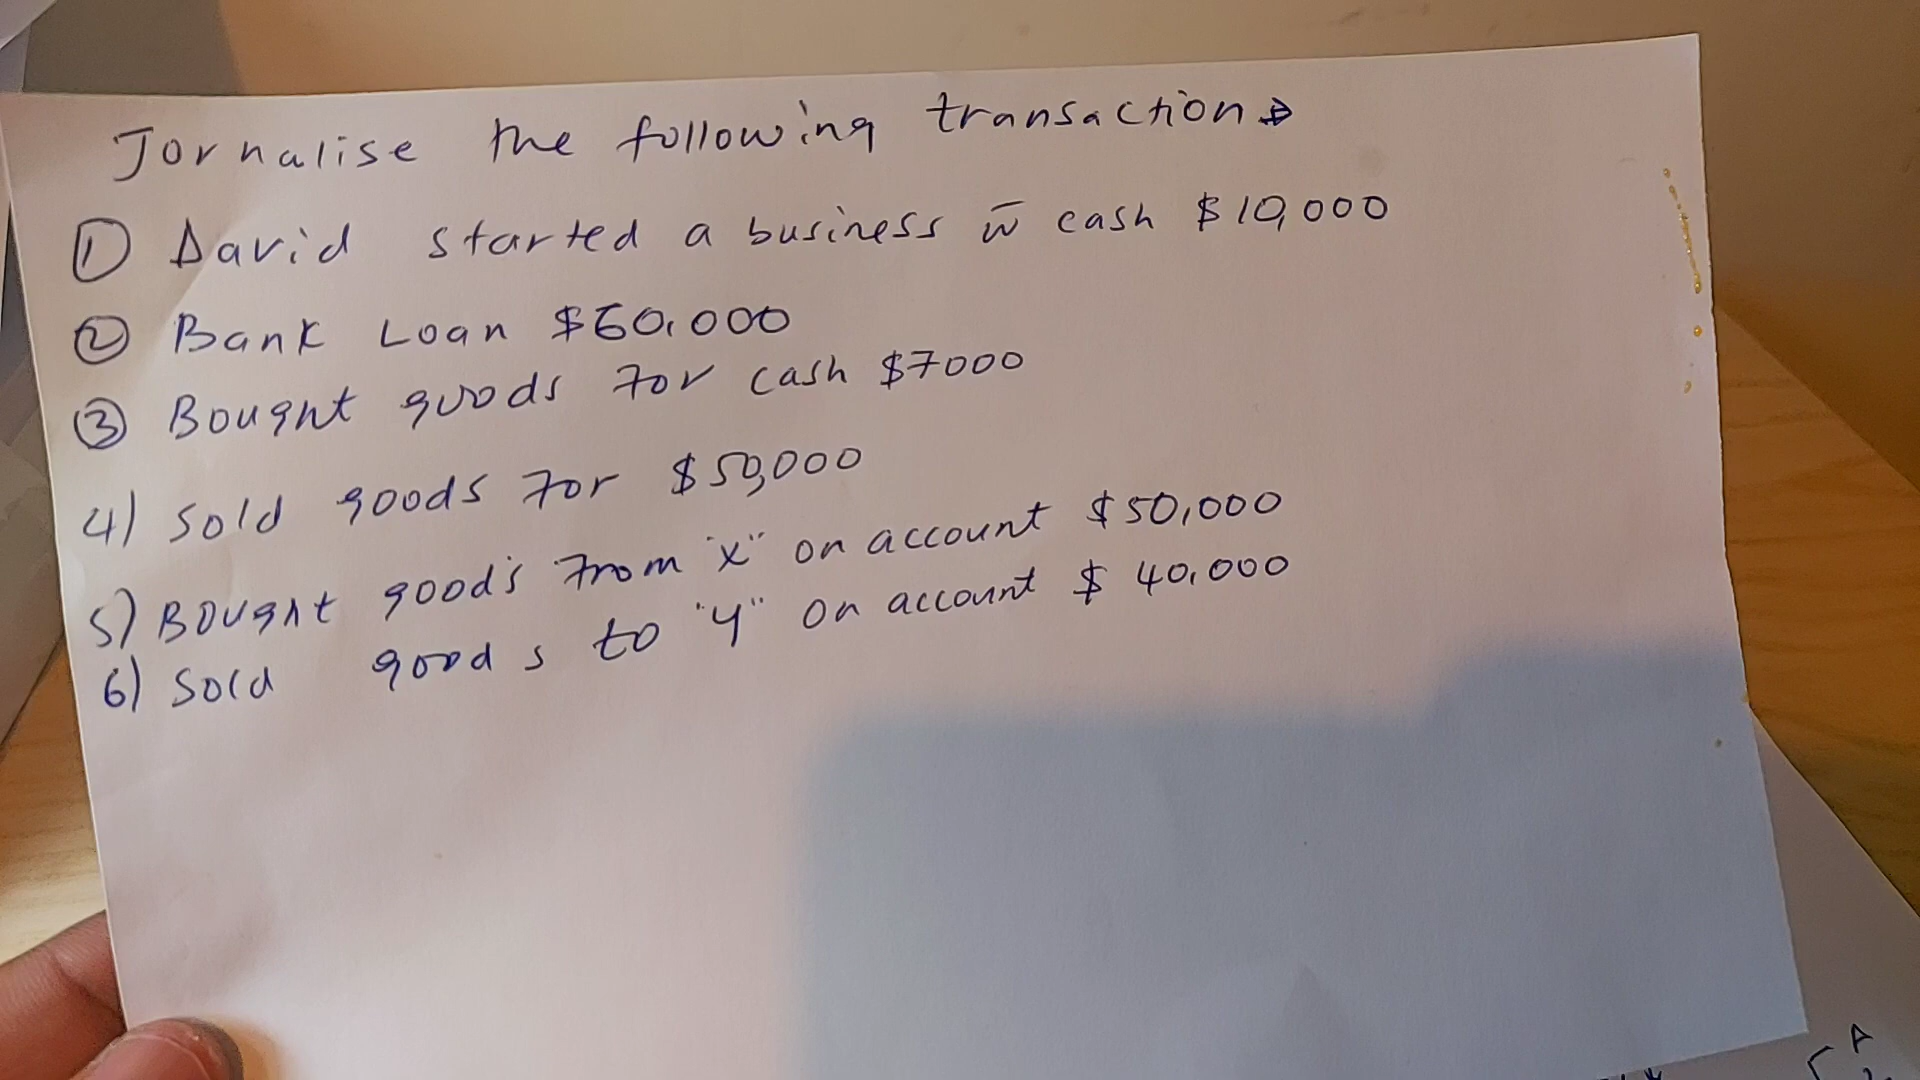 Jornalise the following transactions
① David started a business w̄ cash $10,000
② Bank Loan $60,000
③ Bought goods for cash $7000
4) Sold goods for $50,000
5) Bought goods from "X" on account $50,000
6) Sold goods to "Y" on account $ 40,000
A